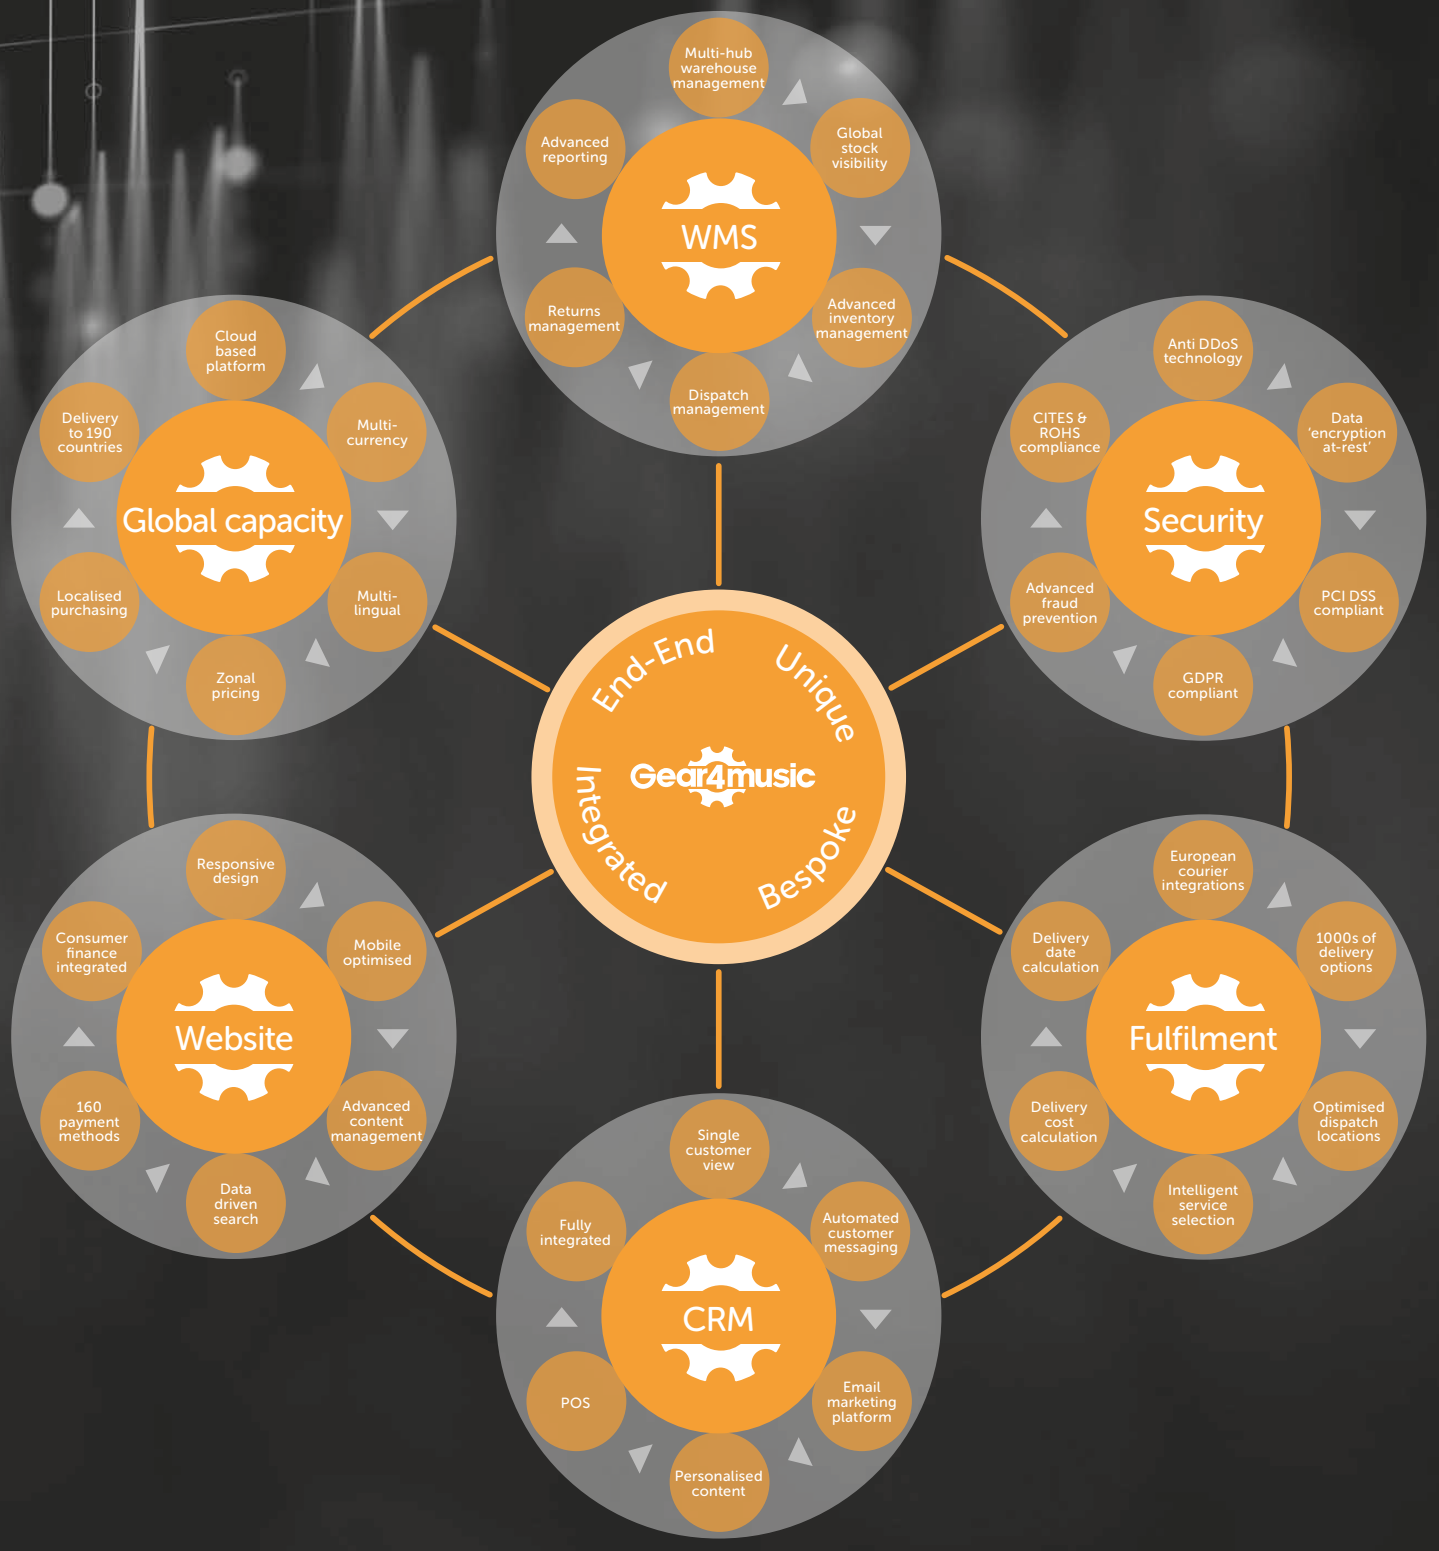 Multi-hub
warehouse
management
Global
stock
visibility
Advanced
inventory
management
Dispatch
management
Returns
management
Advanced
reporting
WMS
Anti DDoS
technology
Data
‘encryption
at-rest’
PCI DSS
compliant
GDPR
compliant
Advanced
fraud
prevention
CITES &
ROHS
compliance
Security
Cloud
based
platform
Multi-
currency
Multi-
lingual
Zonal
pricing
Localised
purchasing
Delivery
to 190
countries
Global capacity
End-End
Unique
Gear4music
Integrated
Bespoke
Responsive
design
Mobile
optimised
Advanced
content
management
Data
driven
search
160
payment
methods
Consumer
finance
integrated
Website
European
courier
integrations
1000s of
delivery
options
Optimised
dispatch
locations
Intelligent
service
selection
Delivery
cost
calculation
Delivery
date
calculation
Fulfilment
Single
customer
view
Automated
customer
messaging
Email
marketing
platform
Personalised
content
POS
Fully
integrated
CRM